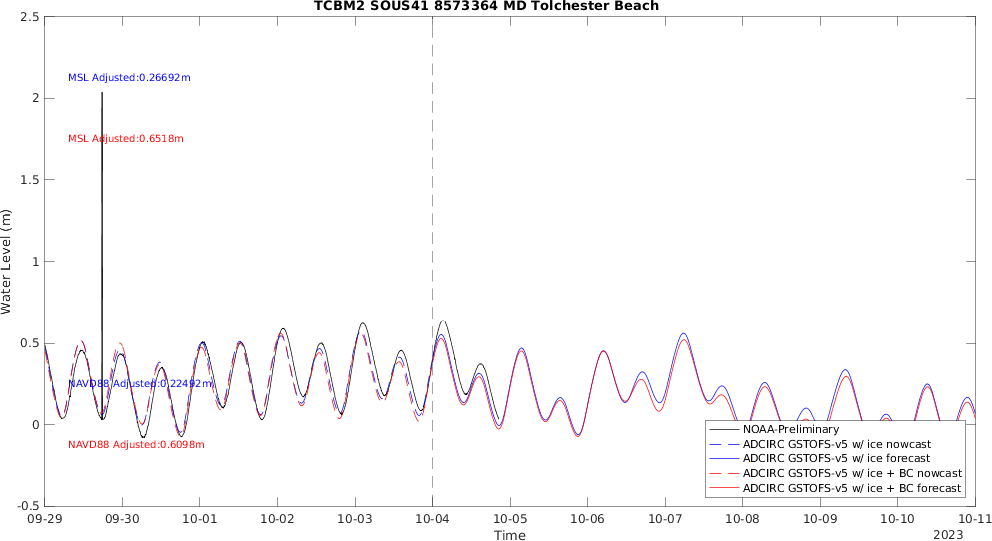 TCBM2 SOUS41 8573364 MD Tolchester Beach
Water Level (m)
2.5
2
1.5
1
0.5
0
-0.5
MSL Adjusted:0.26692m
MSL Adjusted:0.6518m
NAVD88 Adjusted:0.22492m
NAVD88 Adjusted:0.6098m
NOAA-Preliminary
ADCIRC GSTOFS-v5 w/ ice nowcast
ADCIRC GSTOFS-v5 w/ ice forecast
ADCIRC GSTOFS-v5 w/ ice + BC nowcast
ADCIRC GSTOFS-v5 w/ ice + BC forecast
09-29 09-30 10-01 10-02 10-03 10-04 10-05 10-06 10-07 10-08 10-09 10-10 10-11
Time
2023